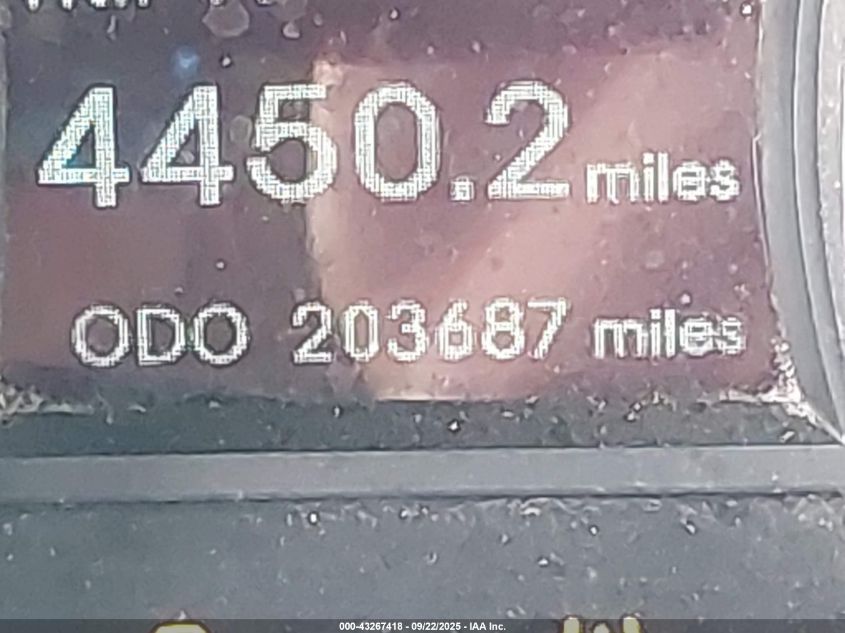 4450.2 miles
ODO 203687 miles
000-43267418 - 09/22/2025 - IAA Inc.